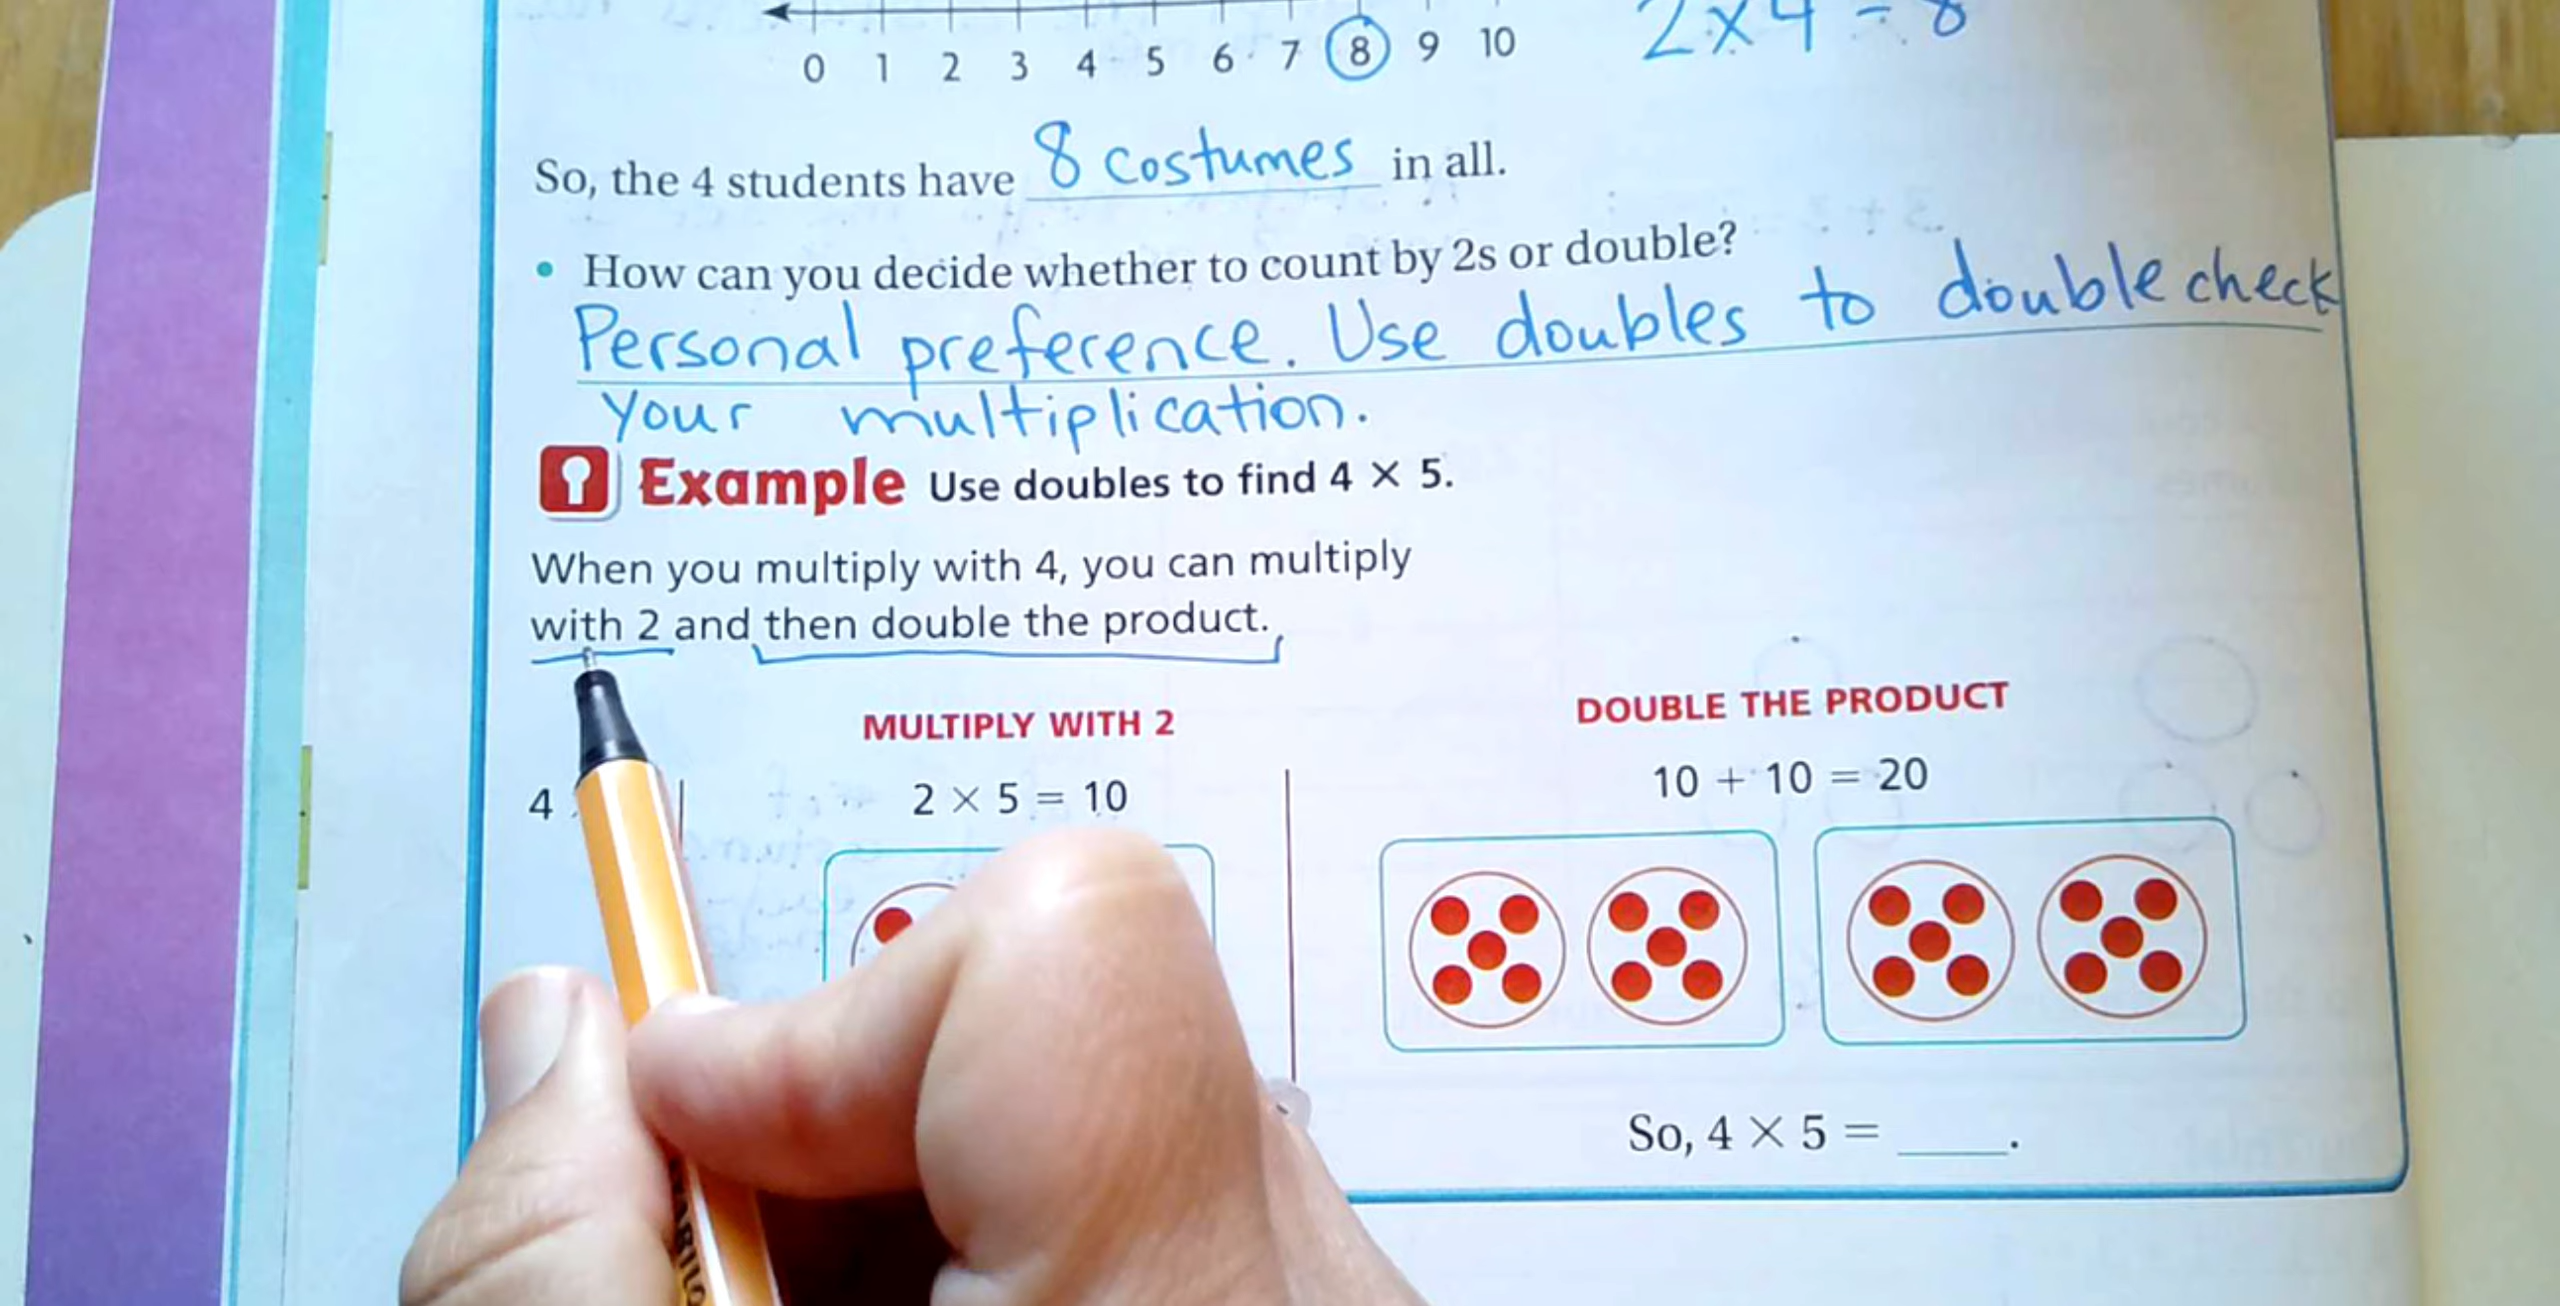 0 1 2 3 4 5 6 7 8 9 10
2 × 4 = 8
So, the 4 students have 8 costumes in all.
• How can you decide whether to count by 2s or double?
Personal preference. Use doubles to double check
your multiplication.
Example Use doubles to find 4 × 5.
When you multiply with 4, you can multiply
with 2 and then double the product.
MULTIPLY WITH 2
DOUBLE THE PRODUCT
4
2 × 5 = 10
10 + 10 = 20
So, 4 × 5 = ____.